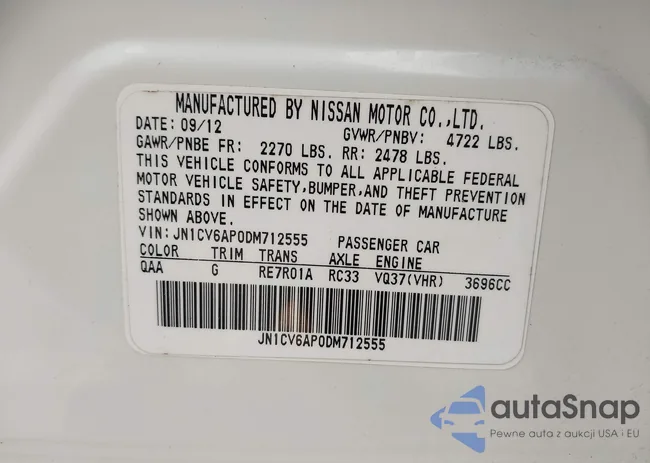 MANUFACTURED BY NISSAN MOTOR CO.,LTD.
DATE: 09/12 GVWR/PNBV: 4722 LBS.
GAWR/PNBE FR: 2270 LBS. RR: 2478 LBS.
THIS VEHICLE CONFORMS TO ALL APPLICABLE FEDERAL
MOTOR VEHICLE SAFETY,BUMPER,AND THEFT PREVENTION
STANDARDS IN EFFECT ON THE DATE OF MANUFACTURE
SHOWN ABOVE.
VIN: JN1CV6AP0DM712555 PASSENGER CAR
COLOR TRIM TRANS AXLE ENGINE
QAA G RE7R01A RC33 VQ37(VHR) 3696CC
JN1CV6AP0DM712555
autoSnap
Pewne auta z aukcji USA i EU